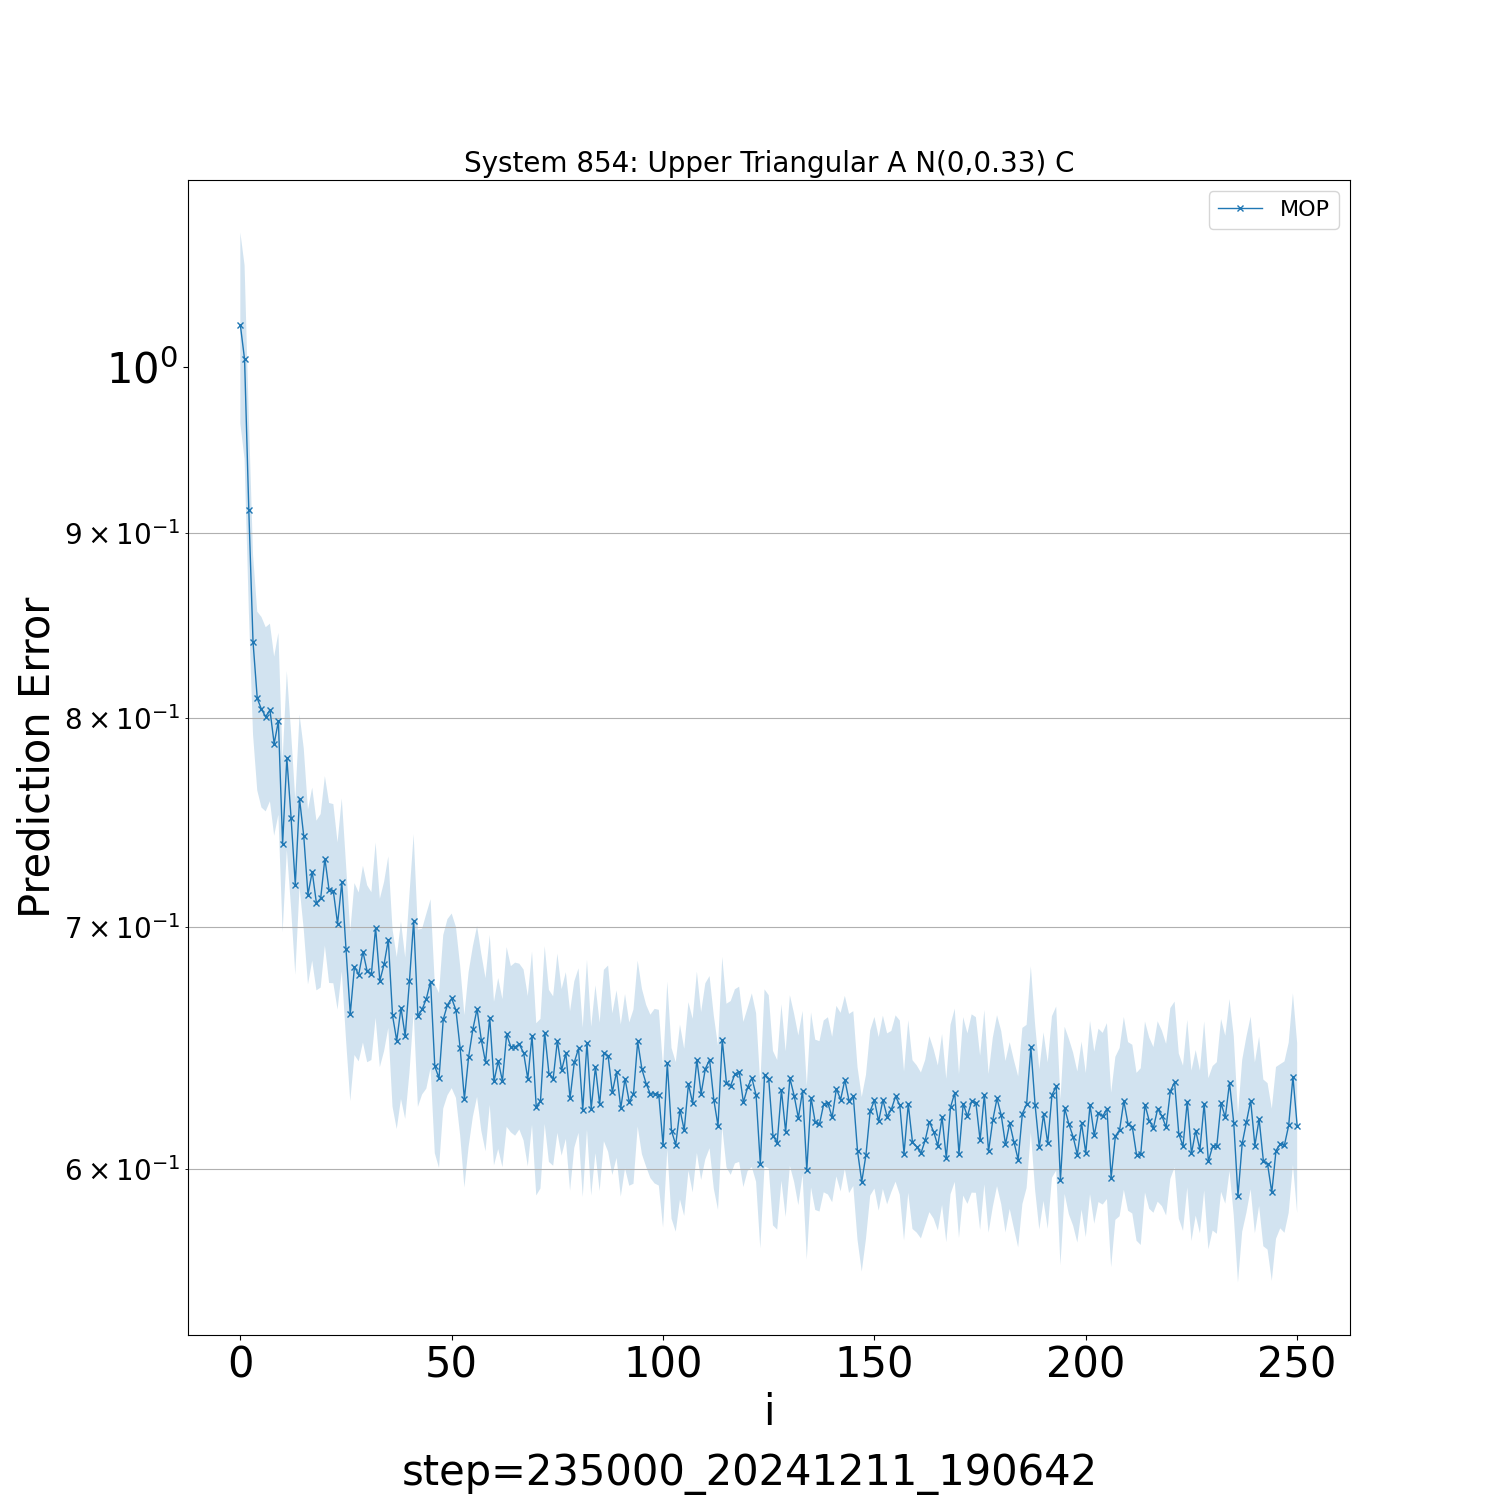 System 854: Upper Triangular A N(0,0.33) C
MOP
10⁰
9 × 10⁻¹
8 × 10⁻¹
7 × 10⁻¹
6 × 10⁻¹
Prediction Error
0 50 100 150 200 250
i
step=235000_20241211_190642